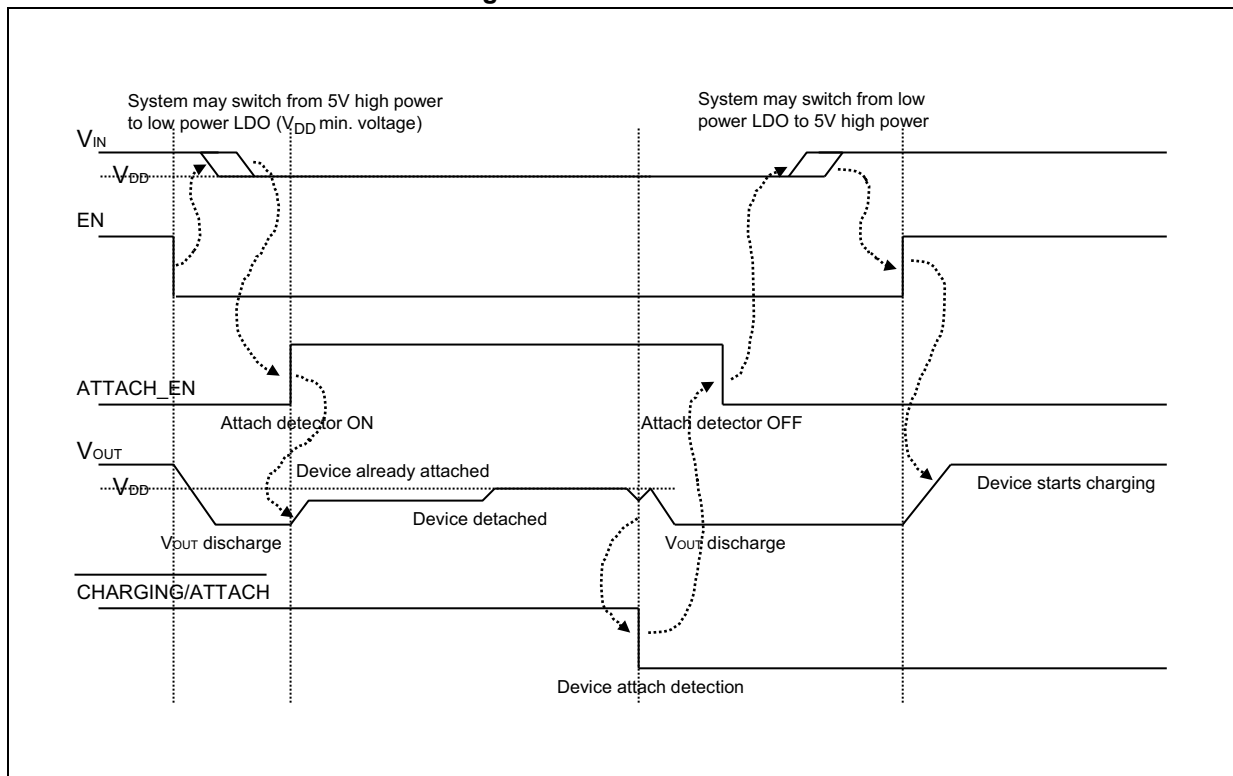 System may switch from 5V high power
to low power LDO (VDD min. voltage)
System may switch from low
power LDO to 5V high power
VIN
VDD
EN
ATTACH_EN
Attach detector ON
Attach detector OFF
VOUT
Device already attached
VDD
Device starts charging
Device detached
VOUT discharge
VOUT discharge
CHARGING/ATTACH
Device attach detection